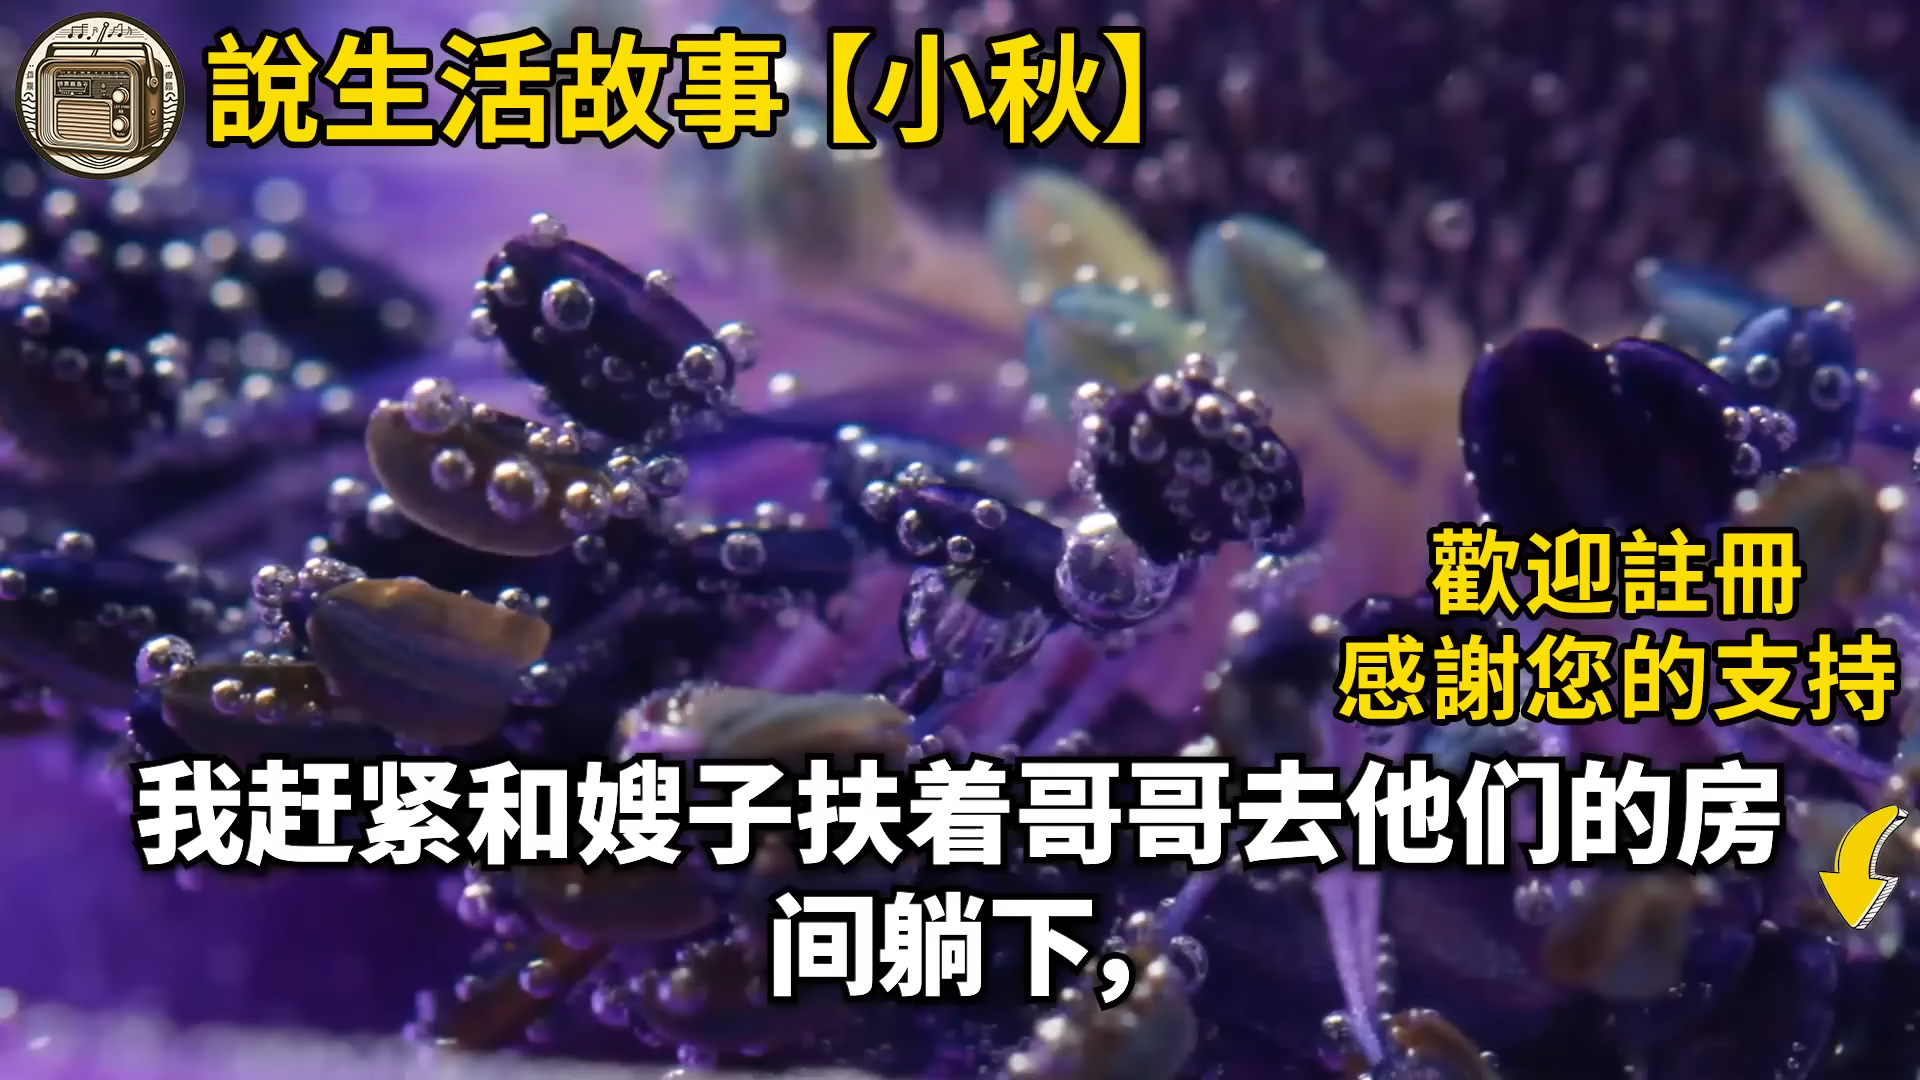 說生活故事【小秋】
歡迎註冊
感謝您的支持
我赶紧和嫂子扶着哥哥去他们的房
间躺下,